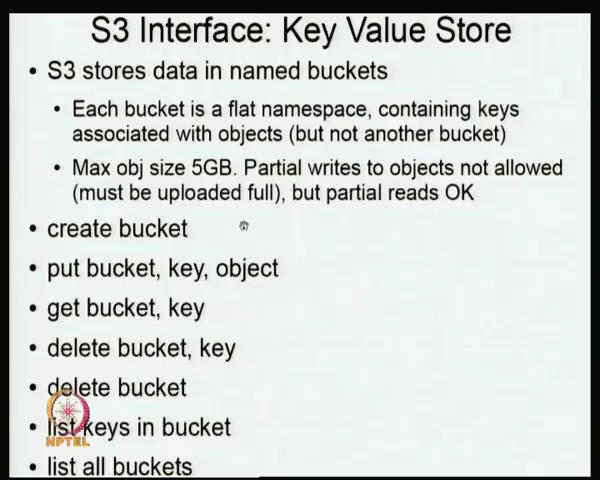 S3 Interface: Key Value Store
• S3 stores data in named buckets
• Each bucket is a flat namespace, containing keys
associated with objects (but not another bucket)
• Max obj size 5GB. Partial writes to objects not allowed
(must be uploaded full), but partial reads OK
• create bucket
• put bucket, key, object
• get bucket, key
• delete bucket, key
• delete bucket
• list keys in bucket
NPTEL
• list all buckets